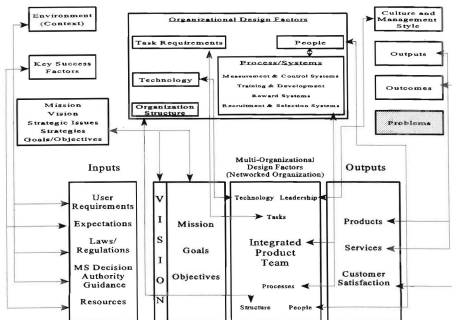 Environment
(Context)
Key Success
Factors
Mission
Vision
Strategic Issues
Strategies
Goals/Objectives
Organizational Design Factors
Task Requirements
People
Technology
Organization
Structure
Process/Systems
Measurement & Control Systems
Training & Development
Reward Systems
Recruitment & Selection Systems
Culture and
Management
Style
Outputs
Outcomes
Problems
Inputs
Multi-Organizational
Design Factors
(Networked Organization)
Outputs
User
Requirements
Expectations
Laws/
Regulations
MS Decision
Authority
Guidance
Resources
V
I
S
I
O
N
Mission
Goals
Objectives
Technology Leadership
Tasks
Integrated
Product
Team
Processes
Structure People
Products
Services
Customer
Satisfaction